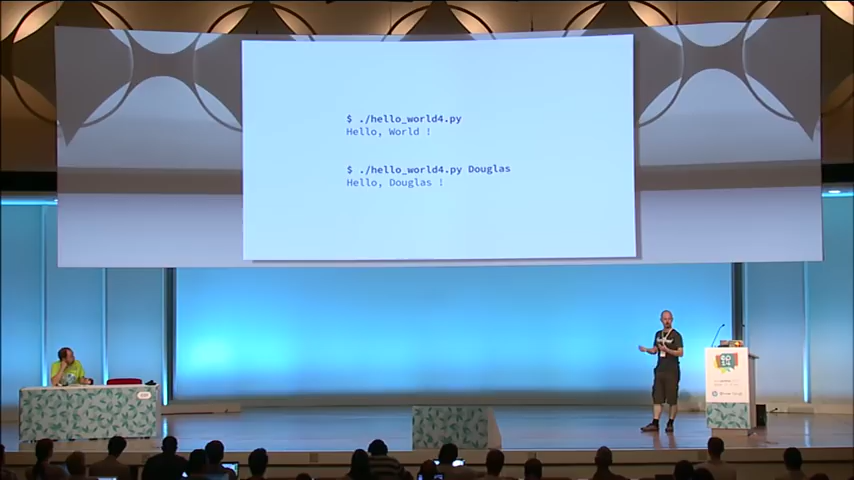 $ ./hello_world4.py
Hello, World !
$ ./hello_world4.py Douglas
Hello, Douglas !